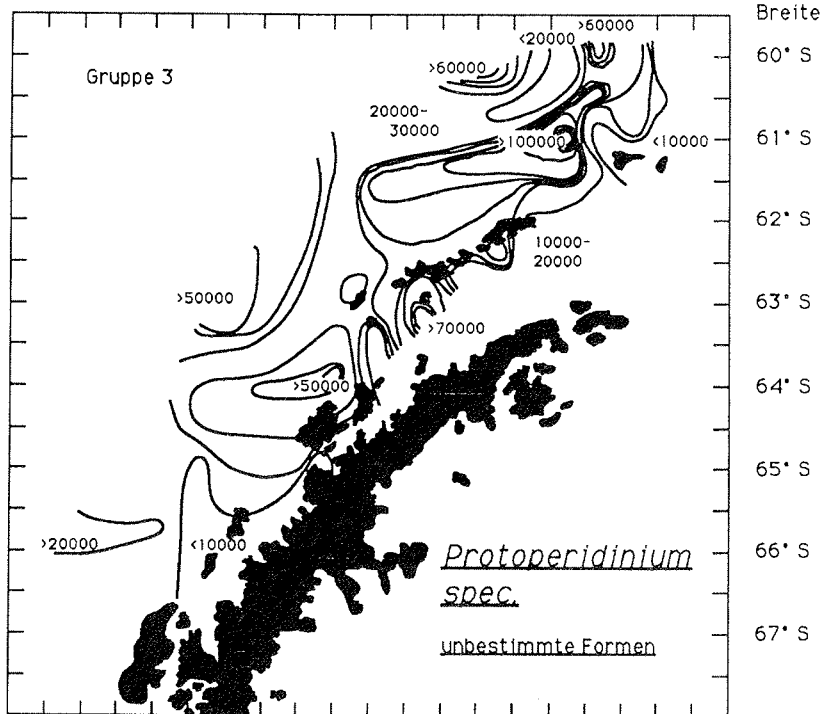 Breite
>60000
<20000
60° S
>60000
Gruppe 3
20000-
30000
61° S
>100000
<10000
62° S
10000-
20000
>50000
63° S
>70000
>50000
64° S
65° S
>20000
<10000
66° S
Protoperidinium
spec.
67° S
unbestimmte Formen